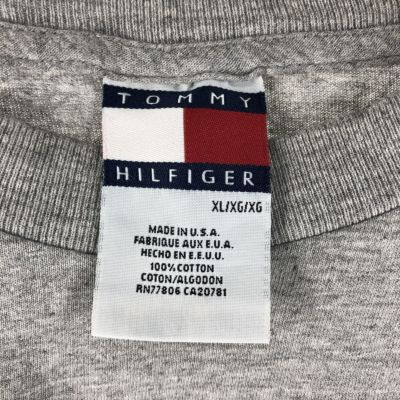 TOMMY
HILFIGER
XL/XG/XG
MADE IN U.S.A.
FABRIQUE AUX E.U.A.
HECHO EN E.E.U.U.
100% COTTON
COTON/ALGODON
RN77806 CA20781